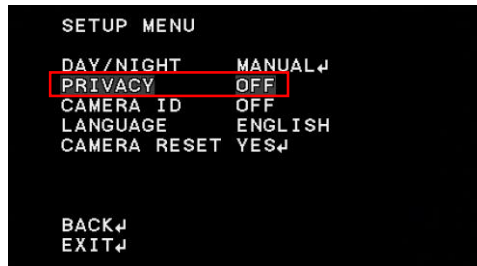 SETUP MENU
DAY/NIGHT MANUAL↵
PRIVACY OFF
CAMERA ID OFF
LANGUAGE ENGLISH
CAMERA RESET YES↵
BACK↵
EXIT↵